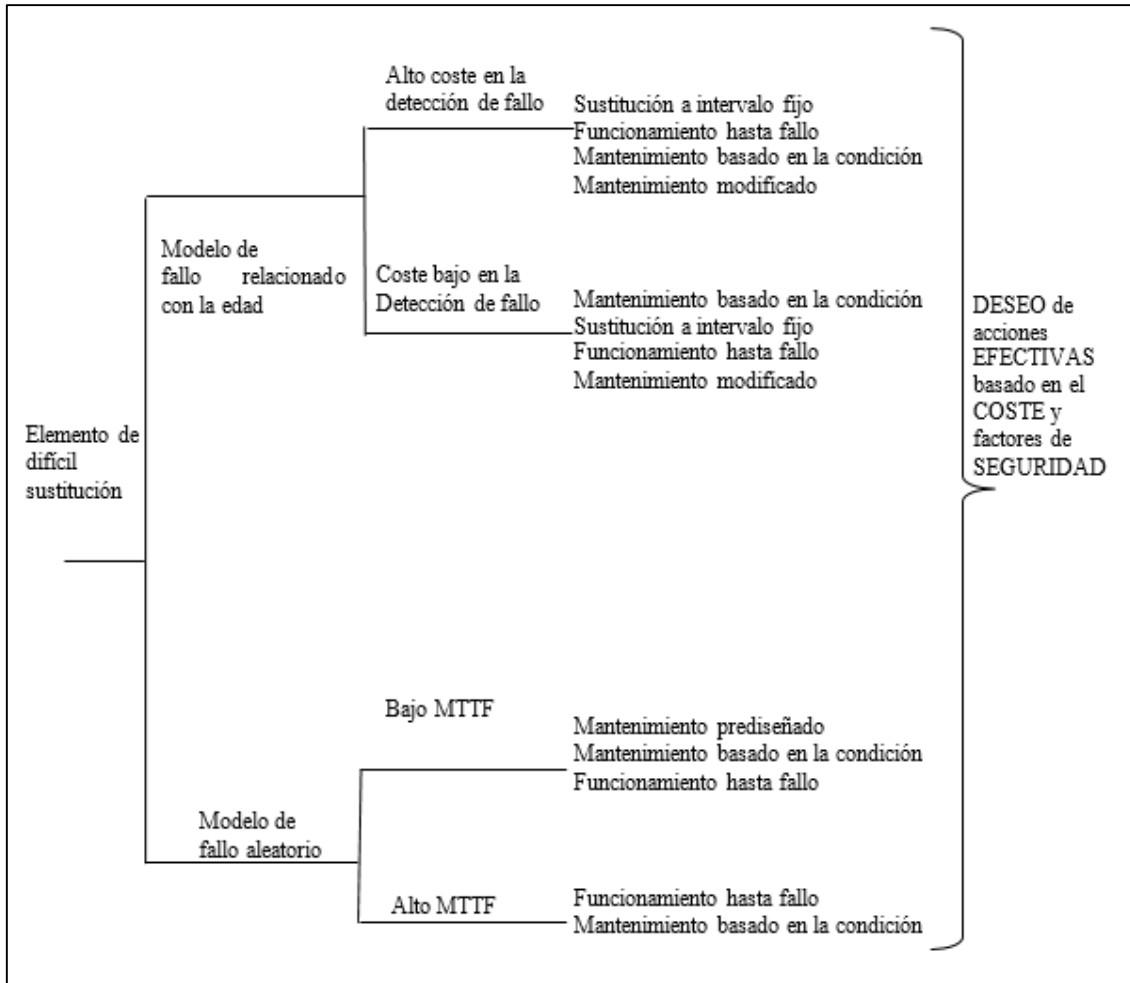 Alto coste en la
detección de fallo
Sustitución a intervalo fijo
Funcionamiento hasta fallo
Mantenimiento basado en la condición
Mantenimiento modificado
Modelo de
fallo relacionado
con la edad
Coste bajo en la
Detección de fallo
Mantenimiento basado en la condición
Sustitución a intervalo fijo
Funcionamiento hasta fallo
Mantenimiento modificado
DESEO de
acciones
EFECTIVAS
basado en el
COSTE y
factores de
SEGURIDAD
Elemento de
difícil
sustitución
Bajo MTTF
Mantenimiento prediseñado
Mantenimiento basado en la condición
Funcionamiento hasta fallo
Modelo de
fallo aleatorio
Alto MTTF
Funcionamiento hasta fallo
Mantenimiento basado en la condición